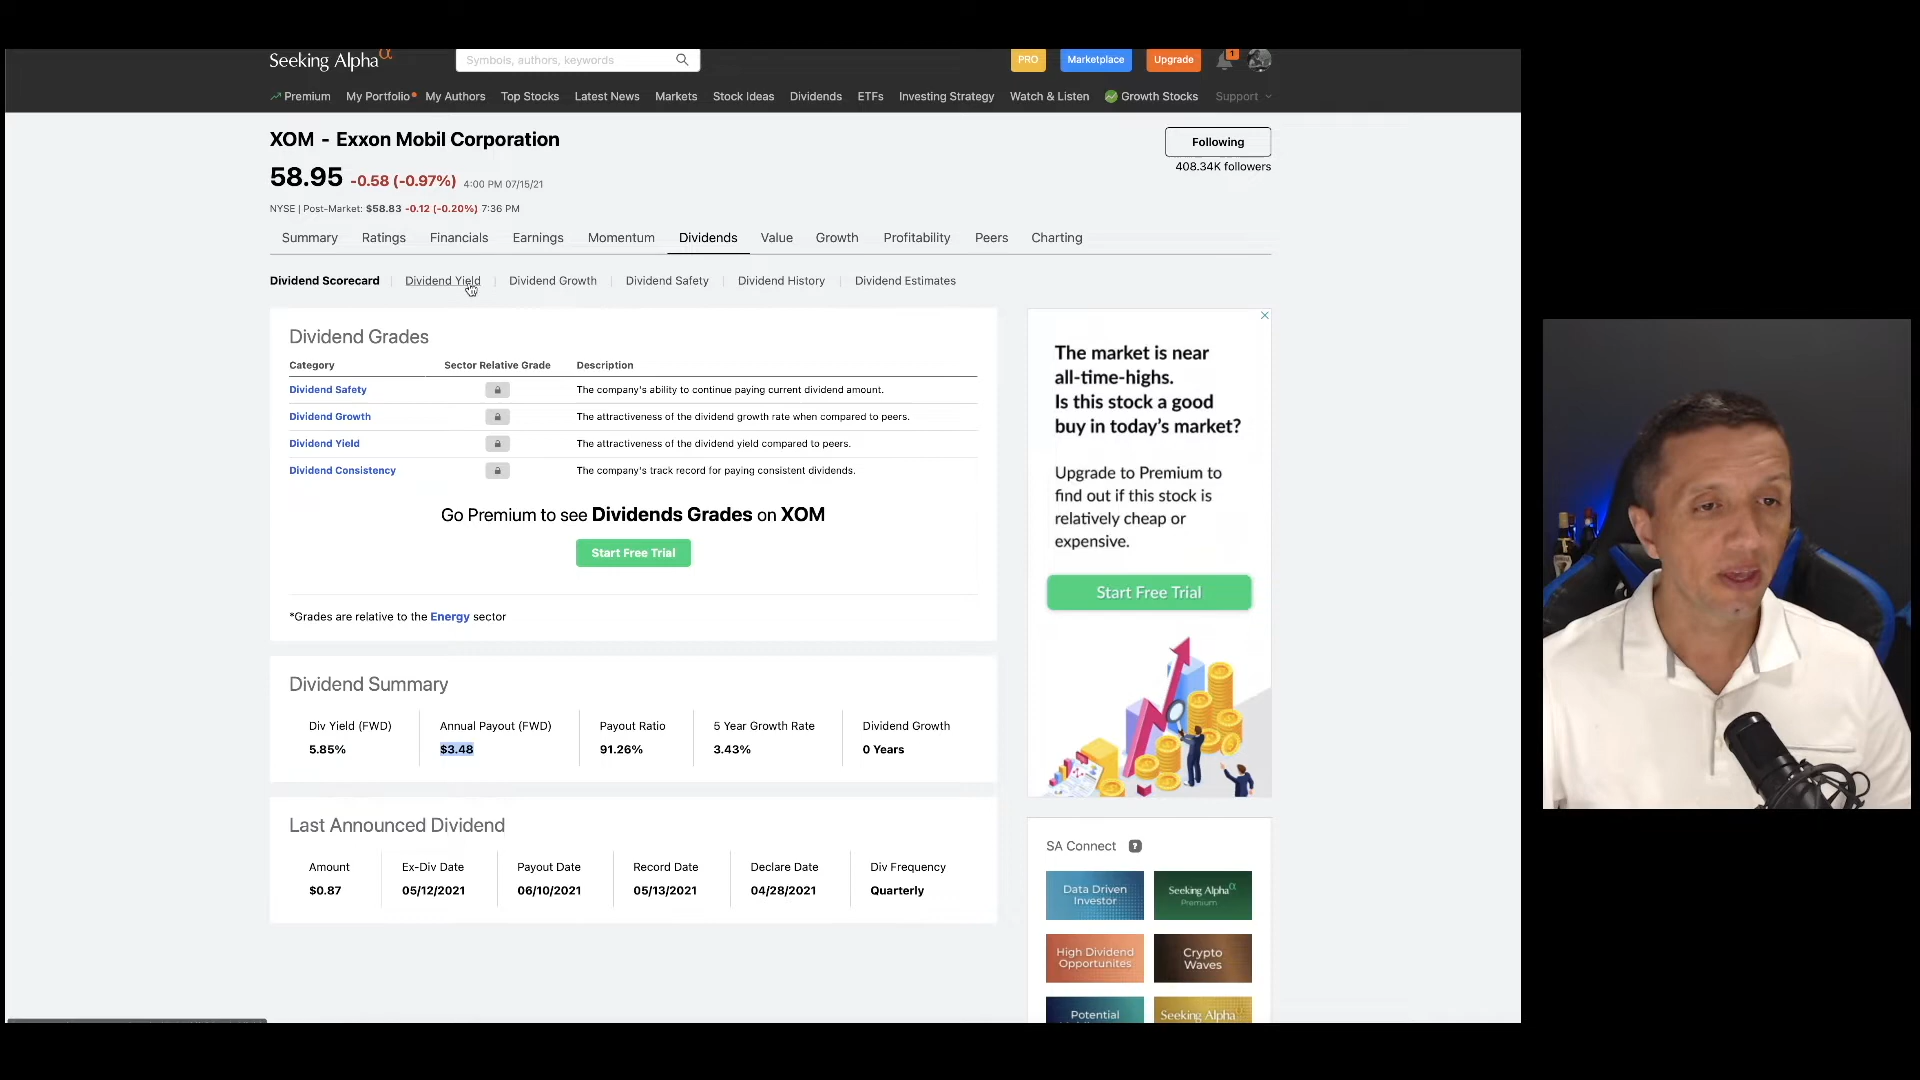 Seeking Alpha α
Symbols, authors, keywords
PRO
Marketplace
Upgrade
1
Premium My Portfolio My Authors Top Stocks Latest News Markets Stock Ideas Dividends ETFs Investing Strategy Watch & Listen Growth Stocks Support
XOM - Exxon Mobil Corporation
Following
58.95 -0.58 (-0.97%) 4:00 PM 07/15/21
408.34K followers
NYSE | Post-Market: $58.83 -0.12 (-0.20%) 7:36 PM
Summary Ratings Financials Earnings Momentum Dividends Value Growth Profitability Peers Charting
Dividend Scorecard Dividend Yield Dividend Growth Dividend Safety Dividend History Dividend Estimates
Dividend Grades
Category Sector Relative Grade Description
Dividend Safety The company's ability to continue paying current dividend amount.
Dividend Growth The attractiveness of the dividend growth rate when compared to peers.
Dividend Yield The attractiveness of the dividend yield compared to peers.
Dividend Consistency The company's track record for paying consistent dividends.
Go Premium to see Dividends Grades on XOM
Start Free Trial
*Grades are relative to the Energy sector
Dividend Summary
Div Yield (FWD) Annual Payout (FWD) Payout Ratio 5 Year Growth Rate Dividend Growth
5.85% $3.48 91.26% 3.43% 0 Years
Last Announced Dividend
Amount Ex-Div Date Payout Date Record Date Declare Date Div Frequency
$0.87 05/12/2021 06/10/2021 05/13/2021 04/28/2021 Quarterly
The market is near
all-time-highs.
Is this stock a good
buy in today's market?
Upgrade to Premium to
find out if this stock is
relatively cheap or
expensive.
Start Free Trial
SA Connect ?
Data Driven
Investor
Seeking Alpha α
Premium
High Dividend
Opportunites
Crypto
Waves
Potential
Seeking Alpha